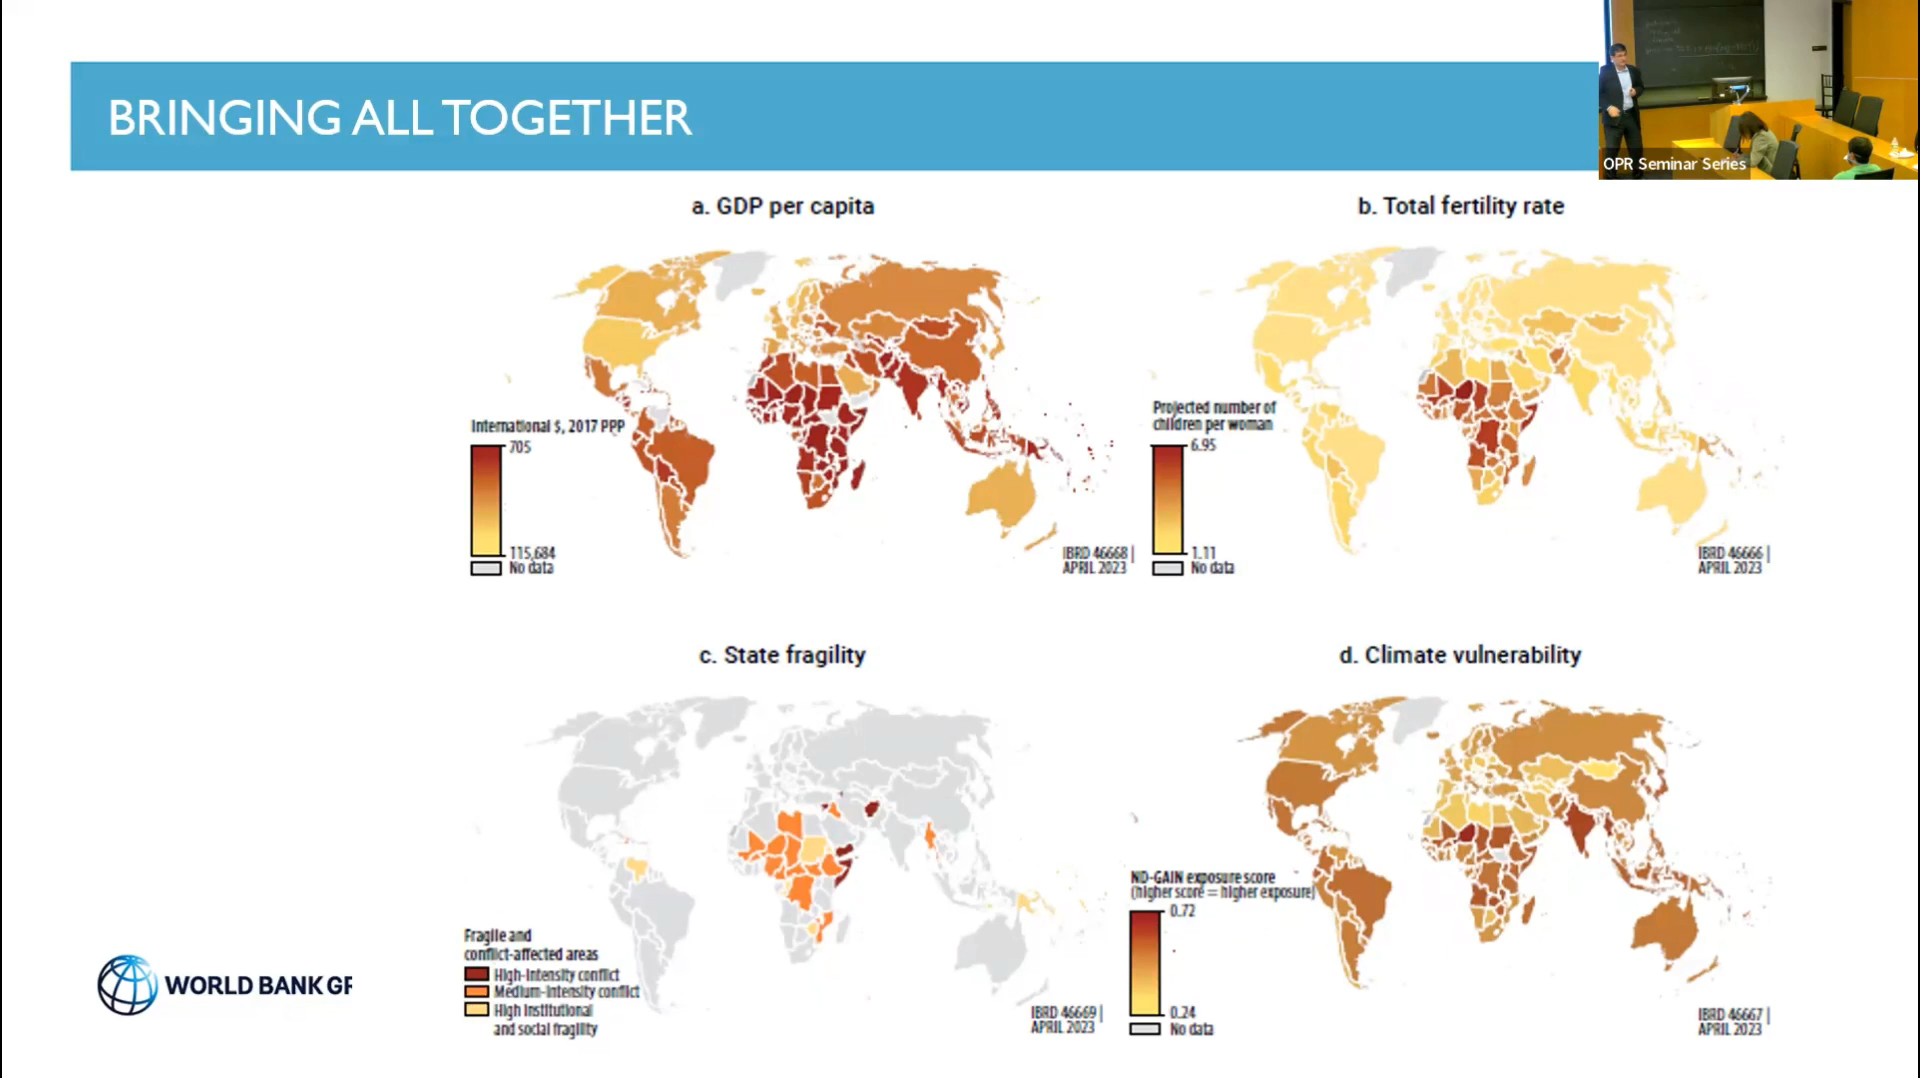 BRINGING ALL TOGETHER
OPR Seminar Series
a. GDP per capita
International $, 2017 PPP
705
115,684
No data
IBRD 46668 |
APRIL 2023
b. Total fertility rate
Projected number of
children per woman
6.95
1.11
No data
IBRD 46666 |
APRIL 2023
c. State fragility
Fragile and
conflict-affected areas
High-intensity conflict
Medium-intensity conflict
High institutional
and social fragility
IBRD 46669 |
APRIL 2023
d. Climate vulnerability
ND-GAIN exposure score
(higher score = higher exposure)
0.72
0.24
No data
IBRD 46667 |
APRIL 2023
WORLD BANK GR